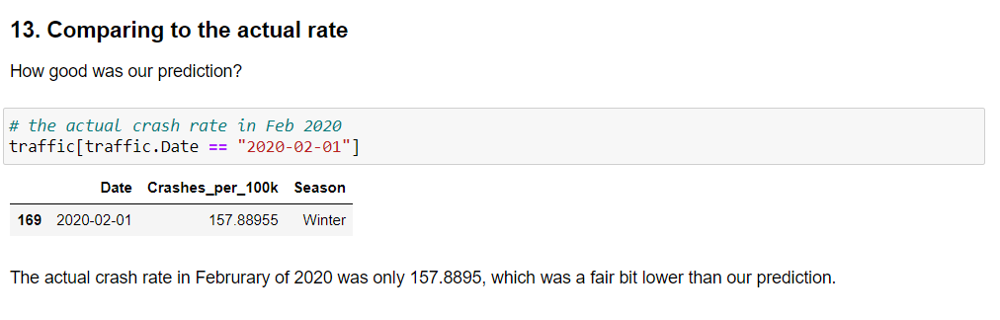 13. Comparing to the actual rate
How good was our prediction?
# the actual crash rate in Feb 2020
traffic[traffic.Date == "2020-02-01"]
Date Crashes_per_100k Season
169 2020-02-01 157.88955 Winter
The actual crash rate in Februrary of 2020 was only 157.8895, which was a fair bit lower than our prediction.